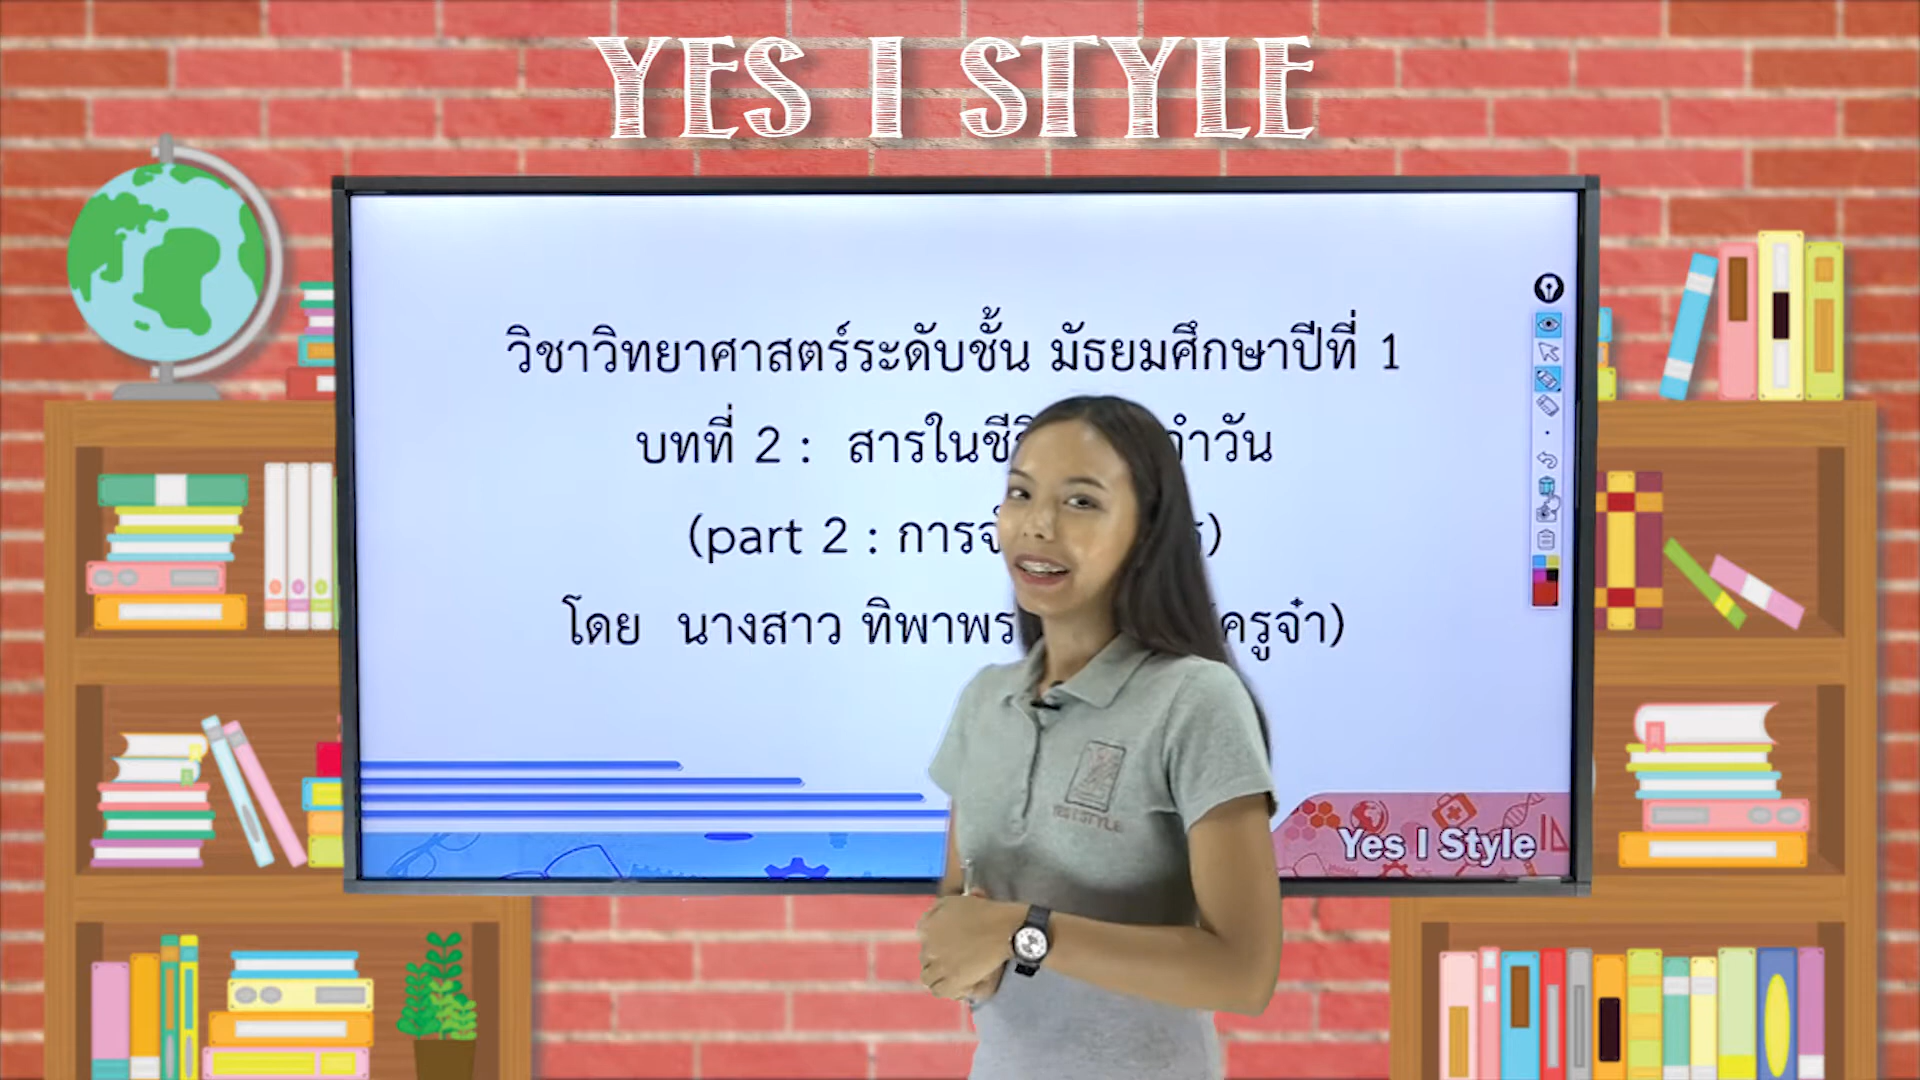 YES I STYLE
วิชาวิทยาศาสตร์ระดับชั้น มัธยมศึกษาปีที่ 1
บทที่ 2 : สารในชี
(part 2 : การจ
โดย นางสาว ทิพาพร (ครูจ๋ำ)
YES I STYLE
Yes I Style